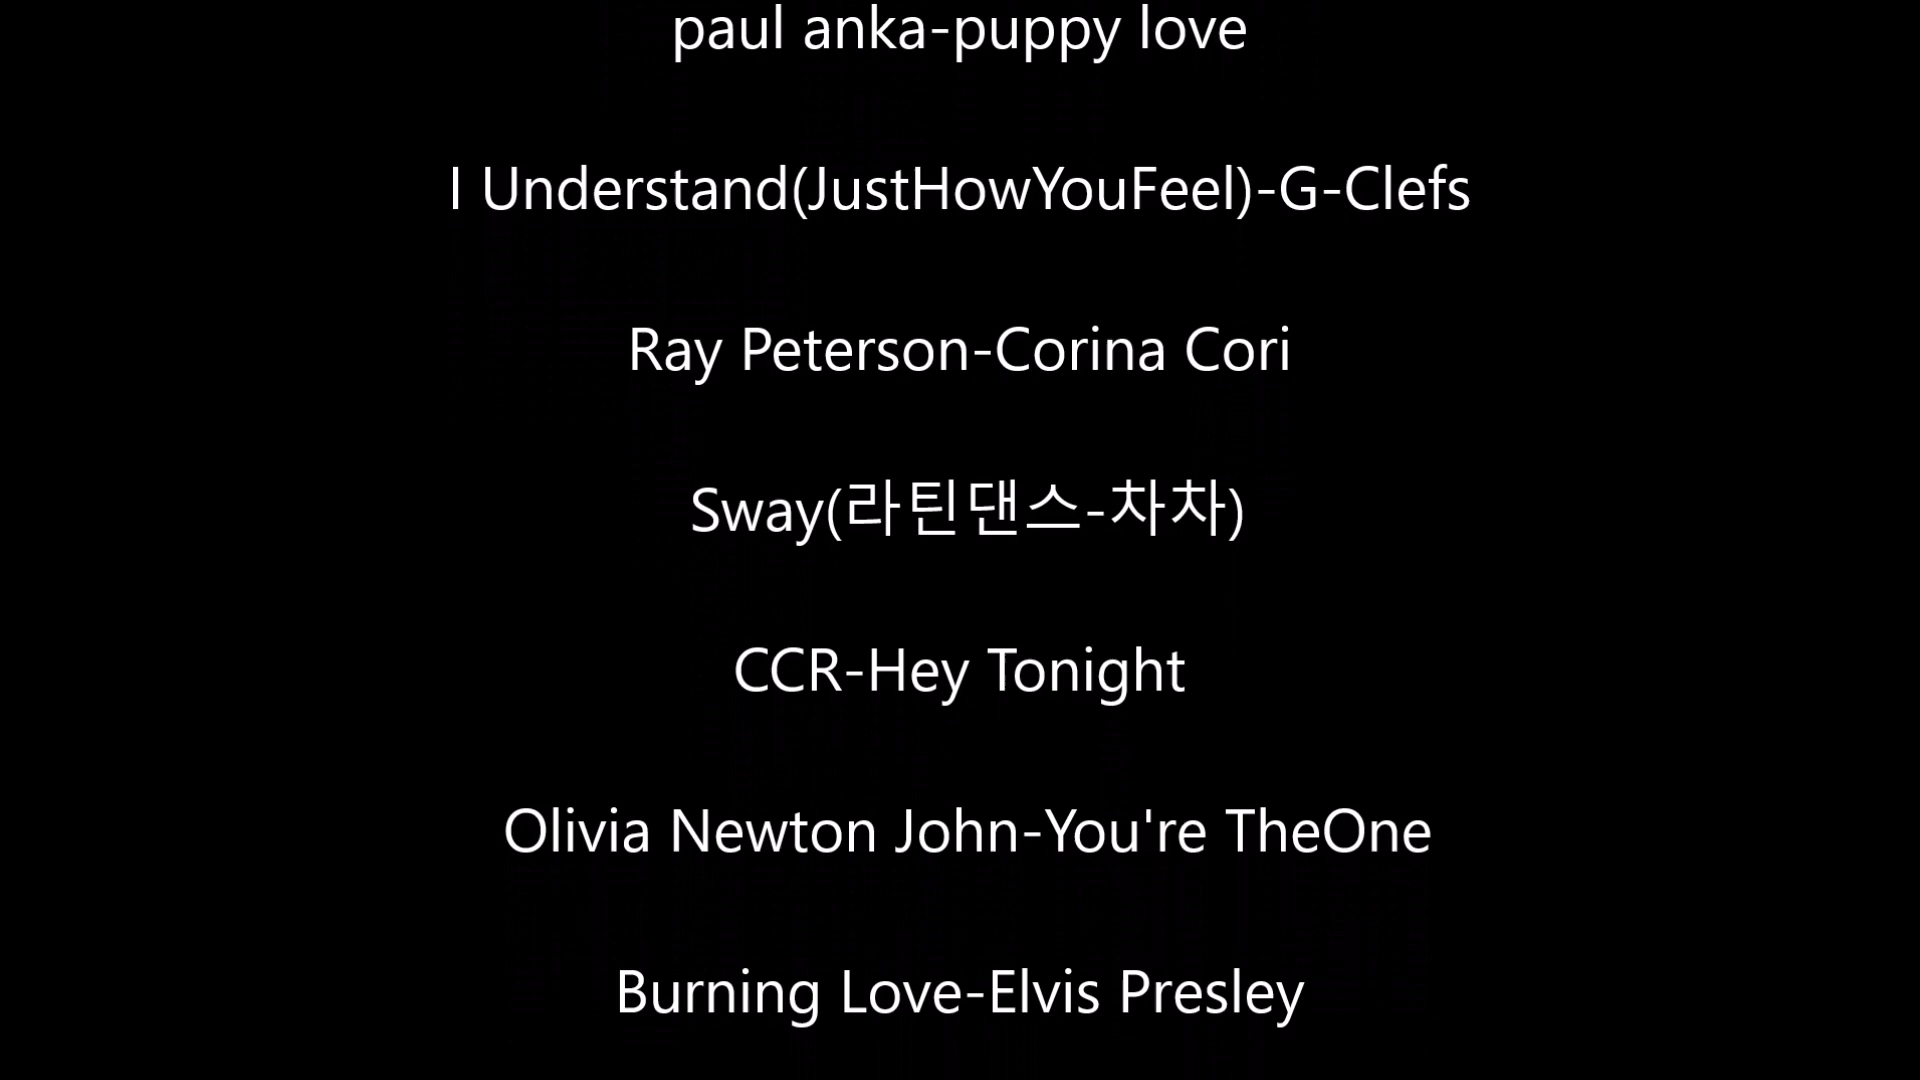 paul anka-puppy love
I Understand(JustHowYouFeel)-G-Clefs
Ray Peterson-Corina Cori
Sway(라틴댄스-차차)
CCR-Hey Tonight
Olivia Newton John-You're TheOne
Burning Love-Elvis Presley